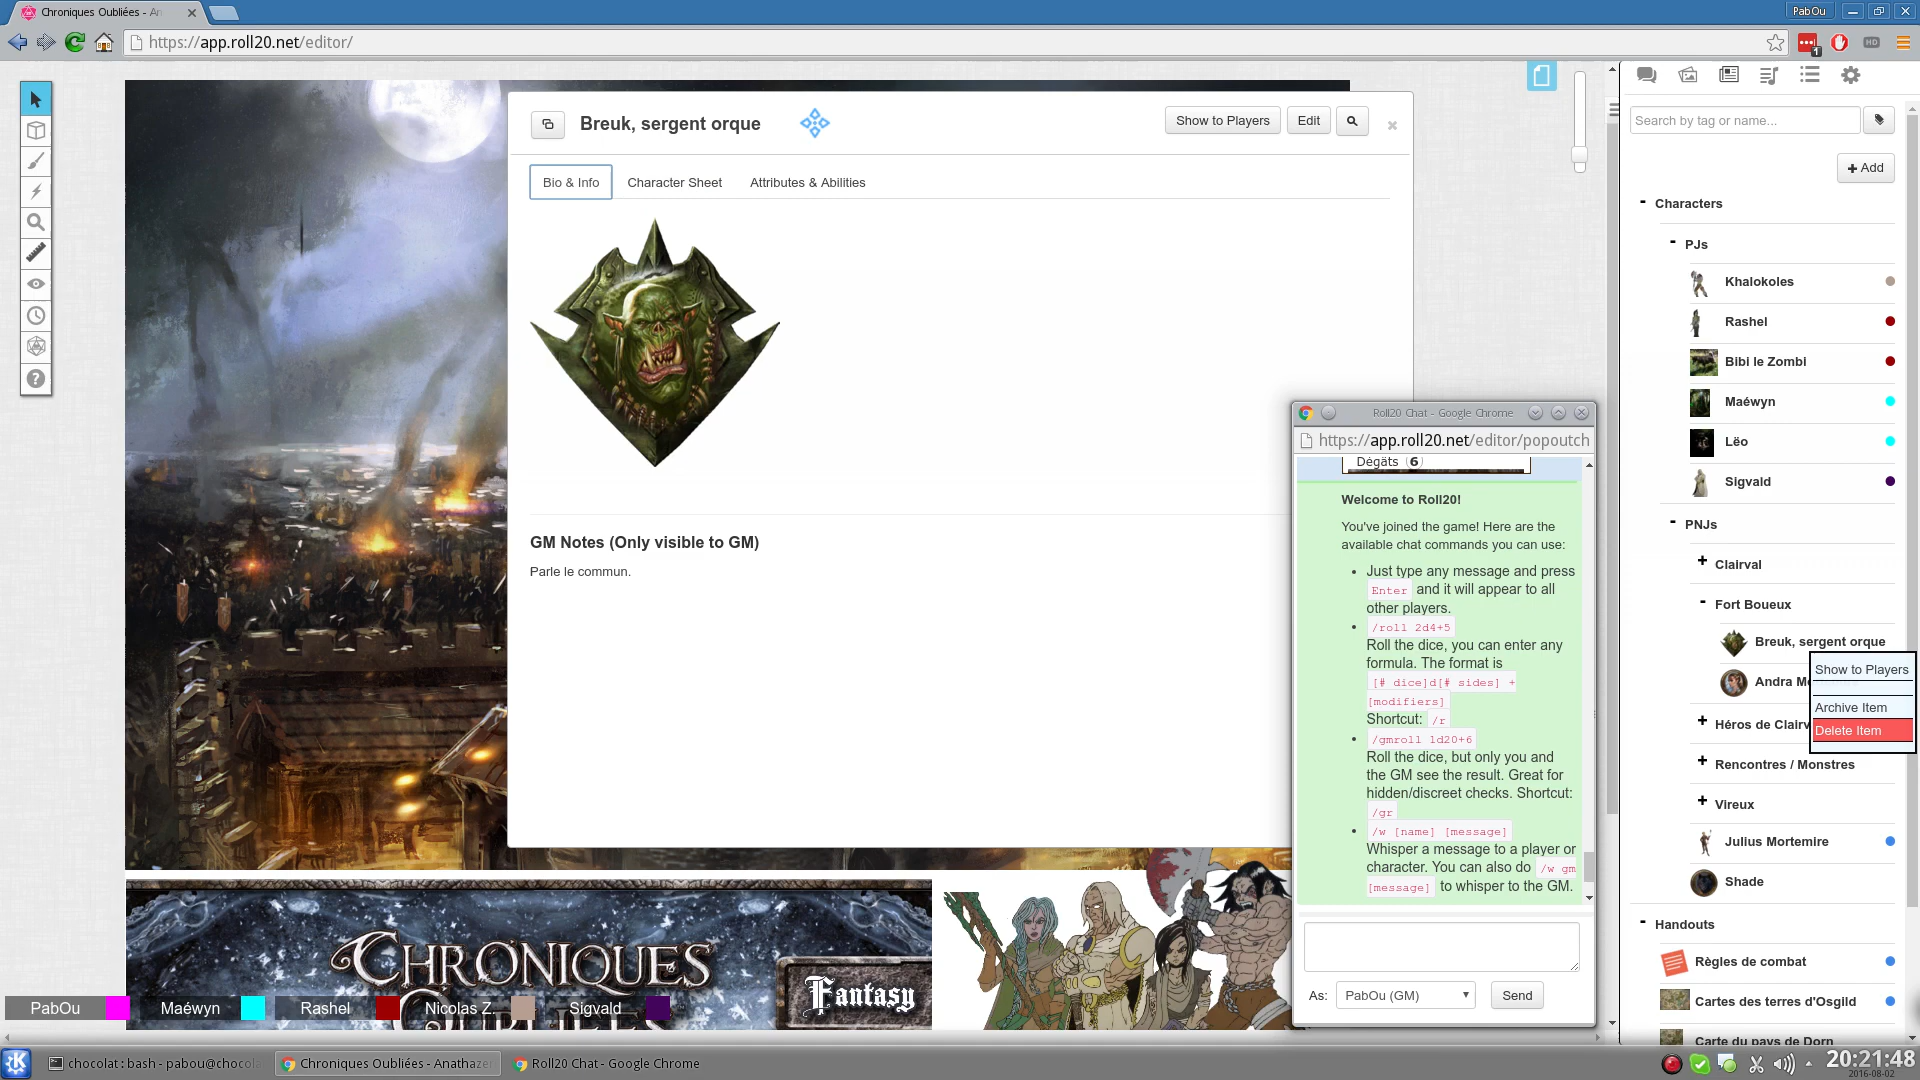 Chroniques Oubliées - An
PabOu
https://app.roll20.net/editor/
1
HD
Breuk, sergent orque
Show to Players
Edit
Bio & Info
Character Sheet
Attributes & Abilities
GM Notes (Only visible to GM)
Parle le commun.
Roll20 Chat - Google Chrome
https://app.roll20.net/editor/popoutch
Dégâts (6)
Welcome to Roll20!
You've joined the game! Here are the
available chat commands you can use:
• Just type any message and press
Enter and it will appear to all
other players.
• /roll 2d4+5
Roll the dice, you can enter any
formula. The format is
[# dice]d[# sides] +
[modifiers]
Shortcut: /r
• /gmroll 1d20+6
Roll the dice, but only you and
the GM see the result. Great for
hidden/discreet checks. Shortcut:
/gr
• /w [name] [message]
Whisper a message to a player or
character. You can also do /w gm
[message] to whisper to the GM.
As:
PabOu (GM)
Send
Search by tag or name...
+ Add
- Characters
- PJs
Khalokoles
Rashel
Bibi le Zombi
Maéwyn
Lëo
Sigvald
- PNJs
+ Clairval
- Fort Boueux
Breuk, sergent orque
Andra M
+ Héros de Clairv
+ Rencontres / Monstres
+ Vireux
Julius Mortemire
Shade
- Handouts
Règles de combat
Cartes des terres d'Osgild
Carte du pays de Dorn
Show to Players
Archive Item
Delete Item
CHRONIQUES
OUBLIÉES
Fantasy
PabOu
Maéwyn
Rashel
Nicolas Z.
Sigvald
chocolat : bash - pabou@chocol
Chroniques Oubliées - Anathaze
Roll20 Chat - Google Chrome
20:21:48
2016-08-02